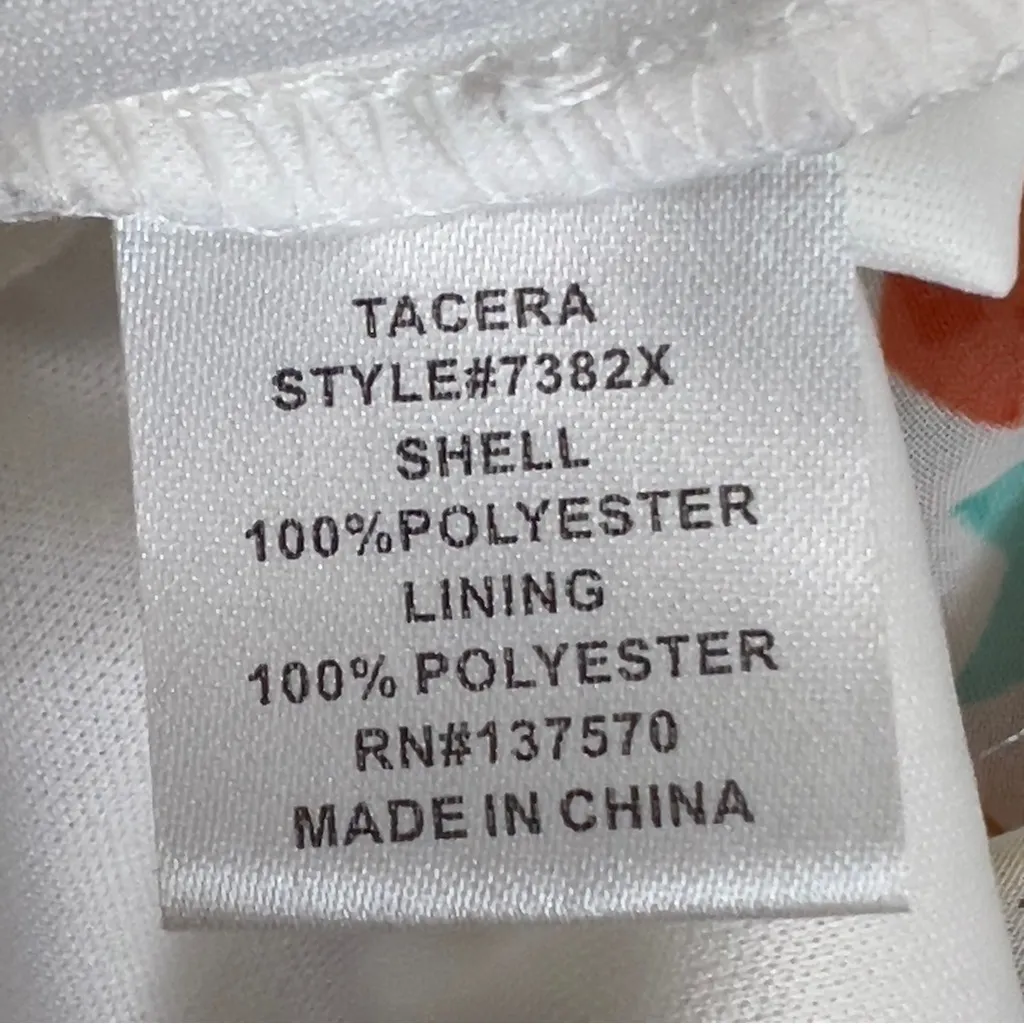 TACERA
STYLE#7382X
SHELL
100%POLYESTER
LINING
100% POLYESTER
RN#137570
MADE IN CHINA